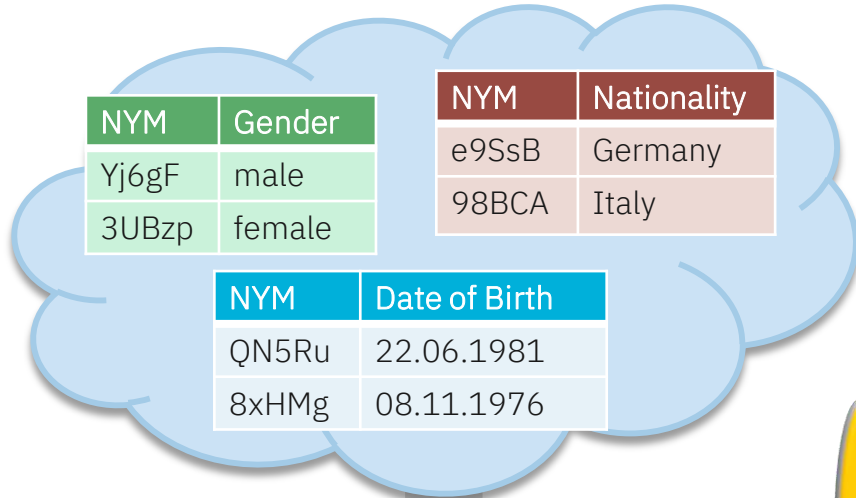 NYM Gender
Yj6gF male
3UBzp female
NYM Nationality
e9SsB Germany
98BCA Italy
NYM Date of Birth
QN5Ru 22.06.1981
8xHMg 08.11.1976